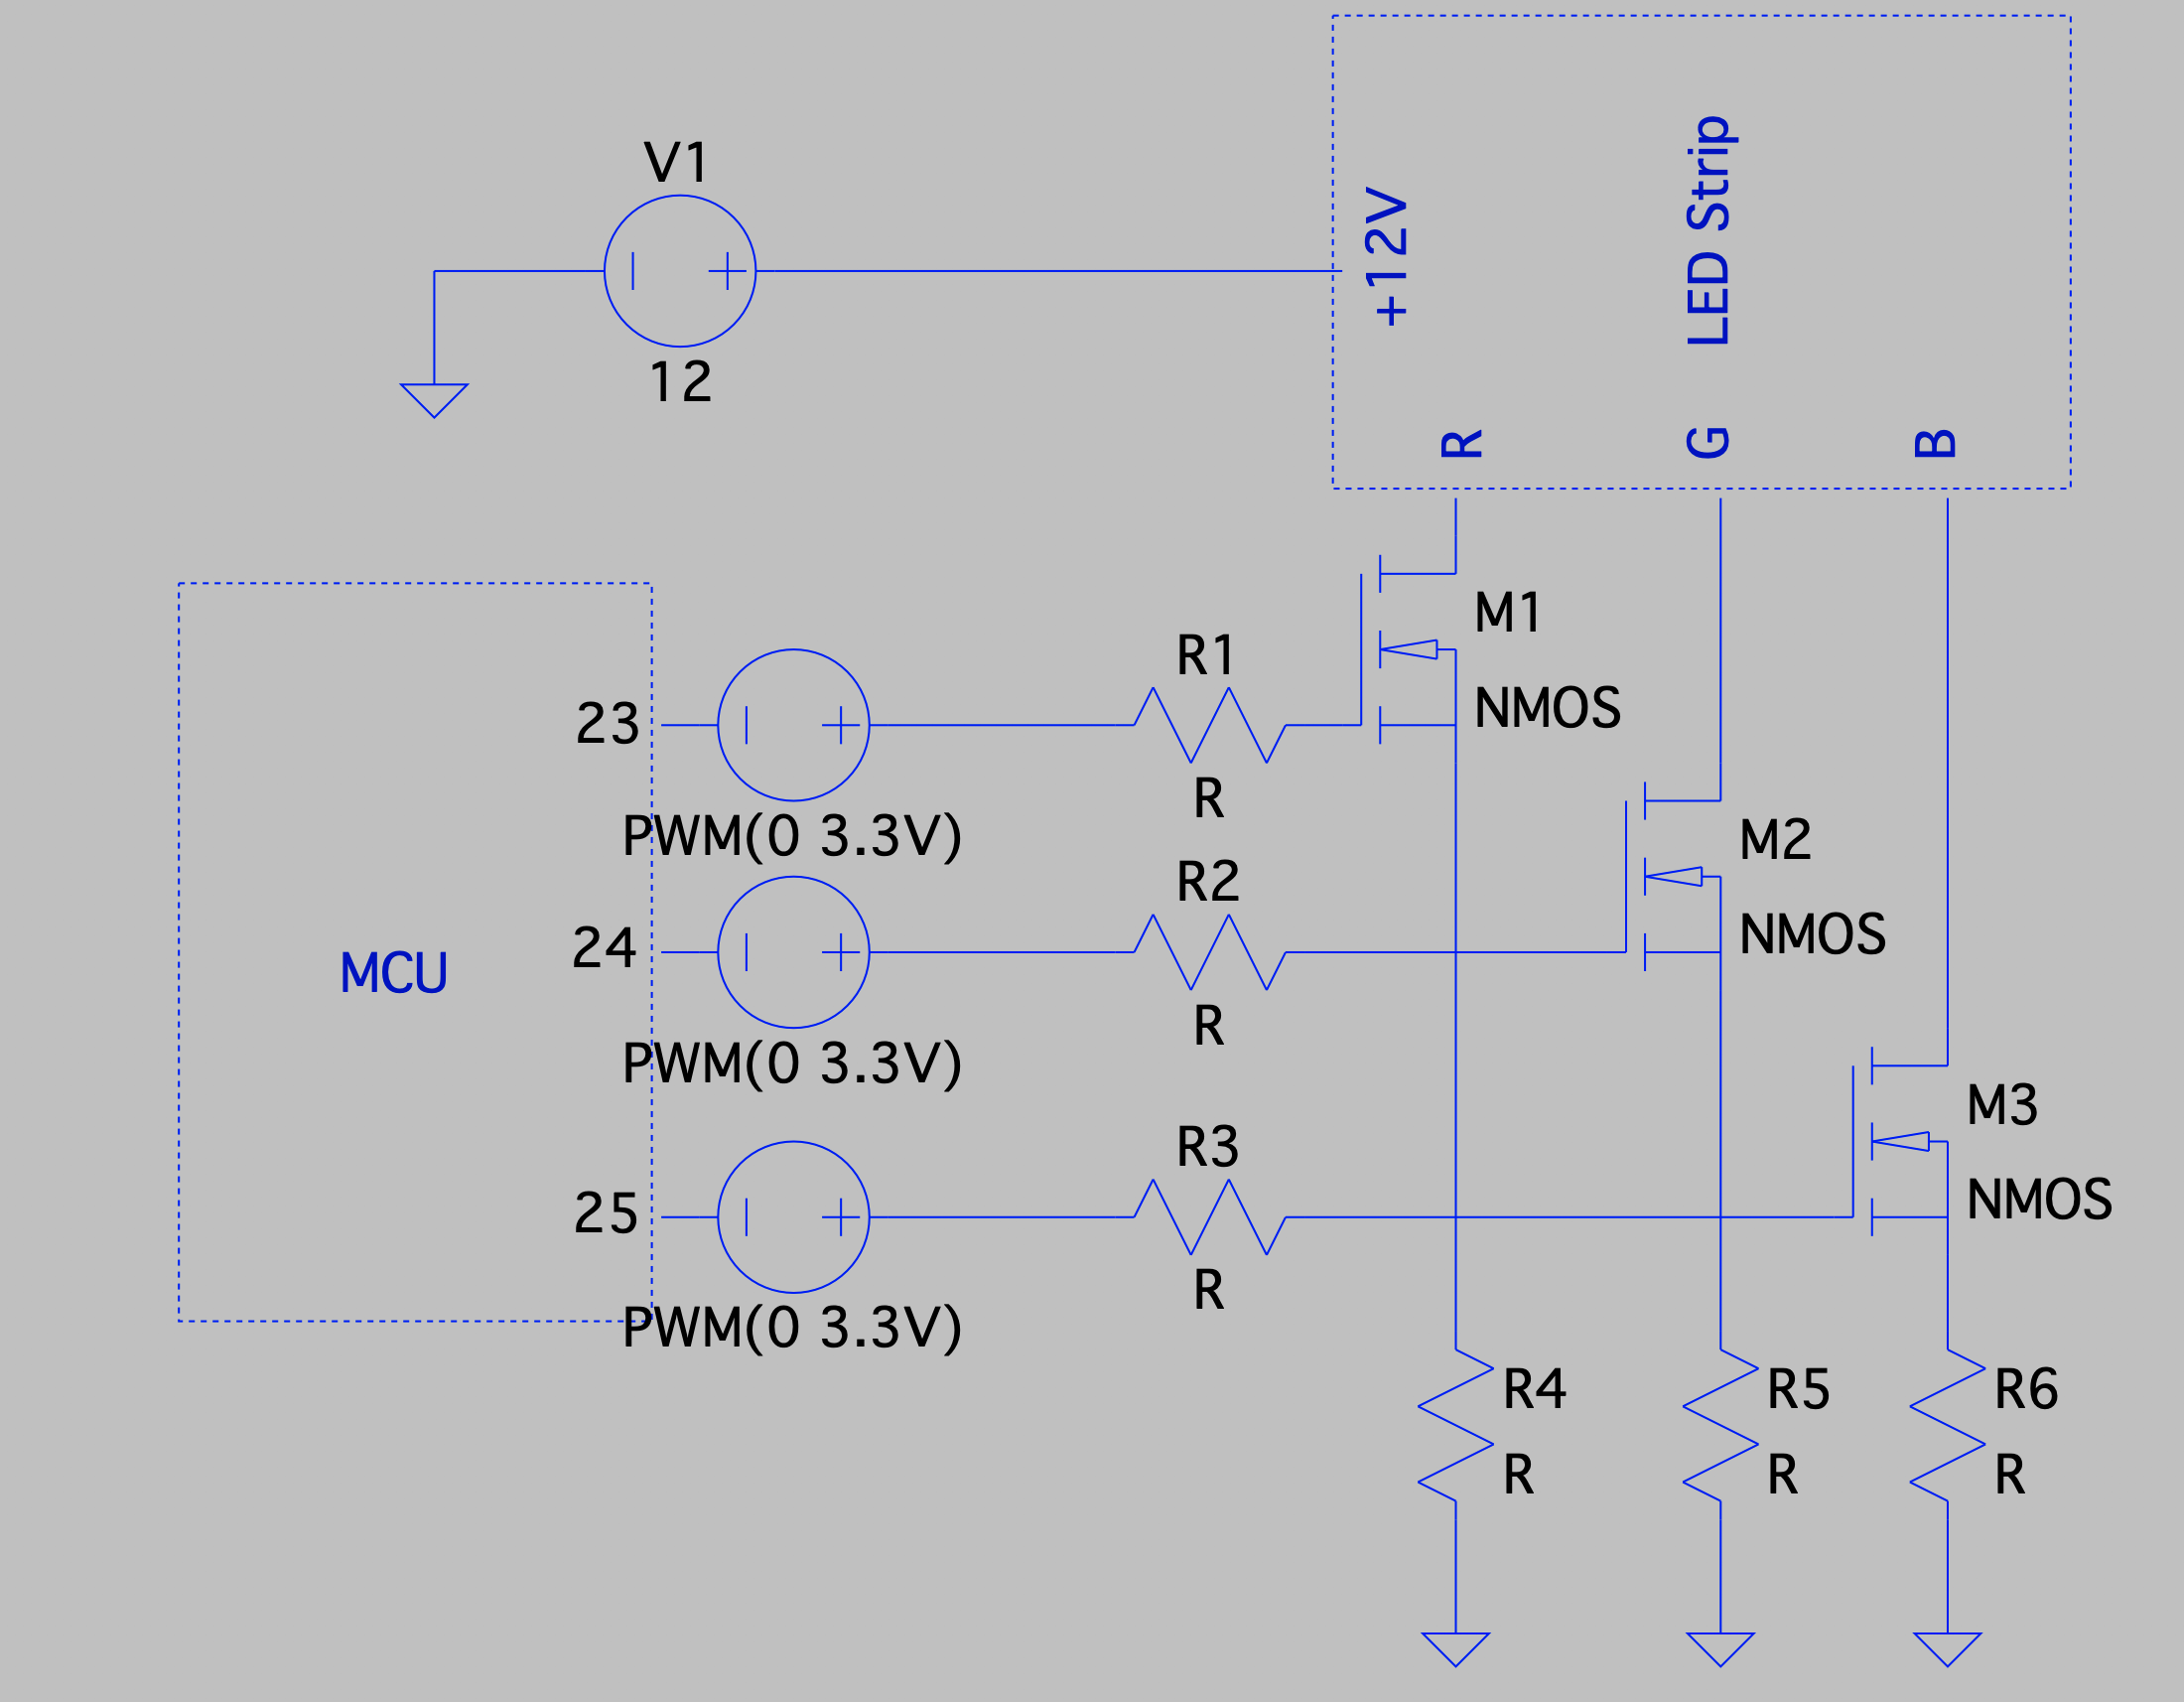 V1
12
+12V
LED Strip
R
G
B
MCU
23
PWM(0 3.3V)
R1
R
M1
NMOS
24
PWM(0 3.3V)
R2
R
M2
NMOS
25
PWM(0 3.3V)
R3
R
M3
NMOS
R4
R
R5
R
R6
R